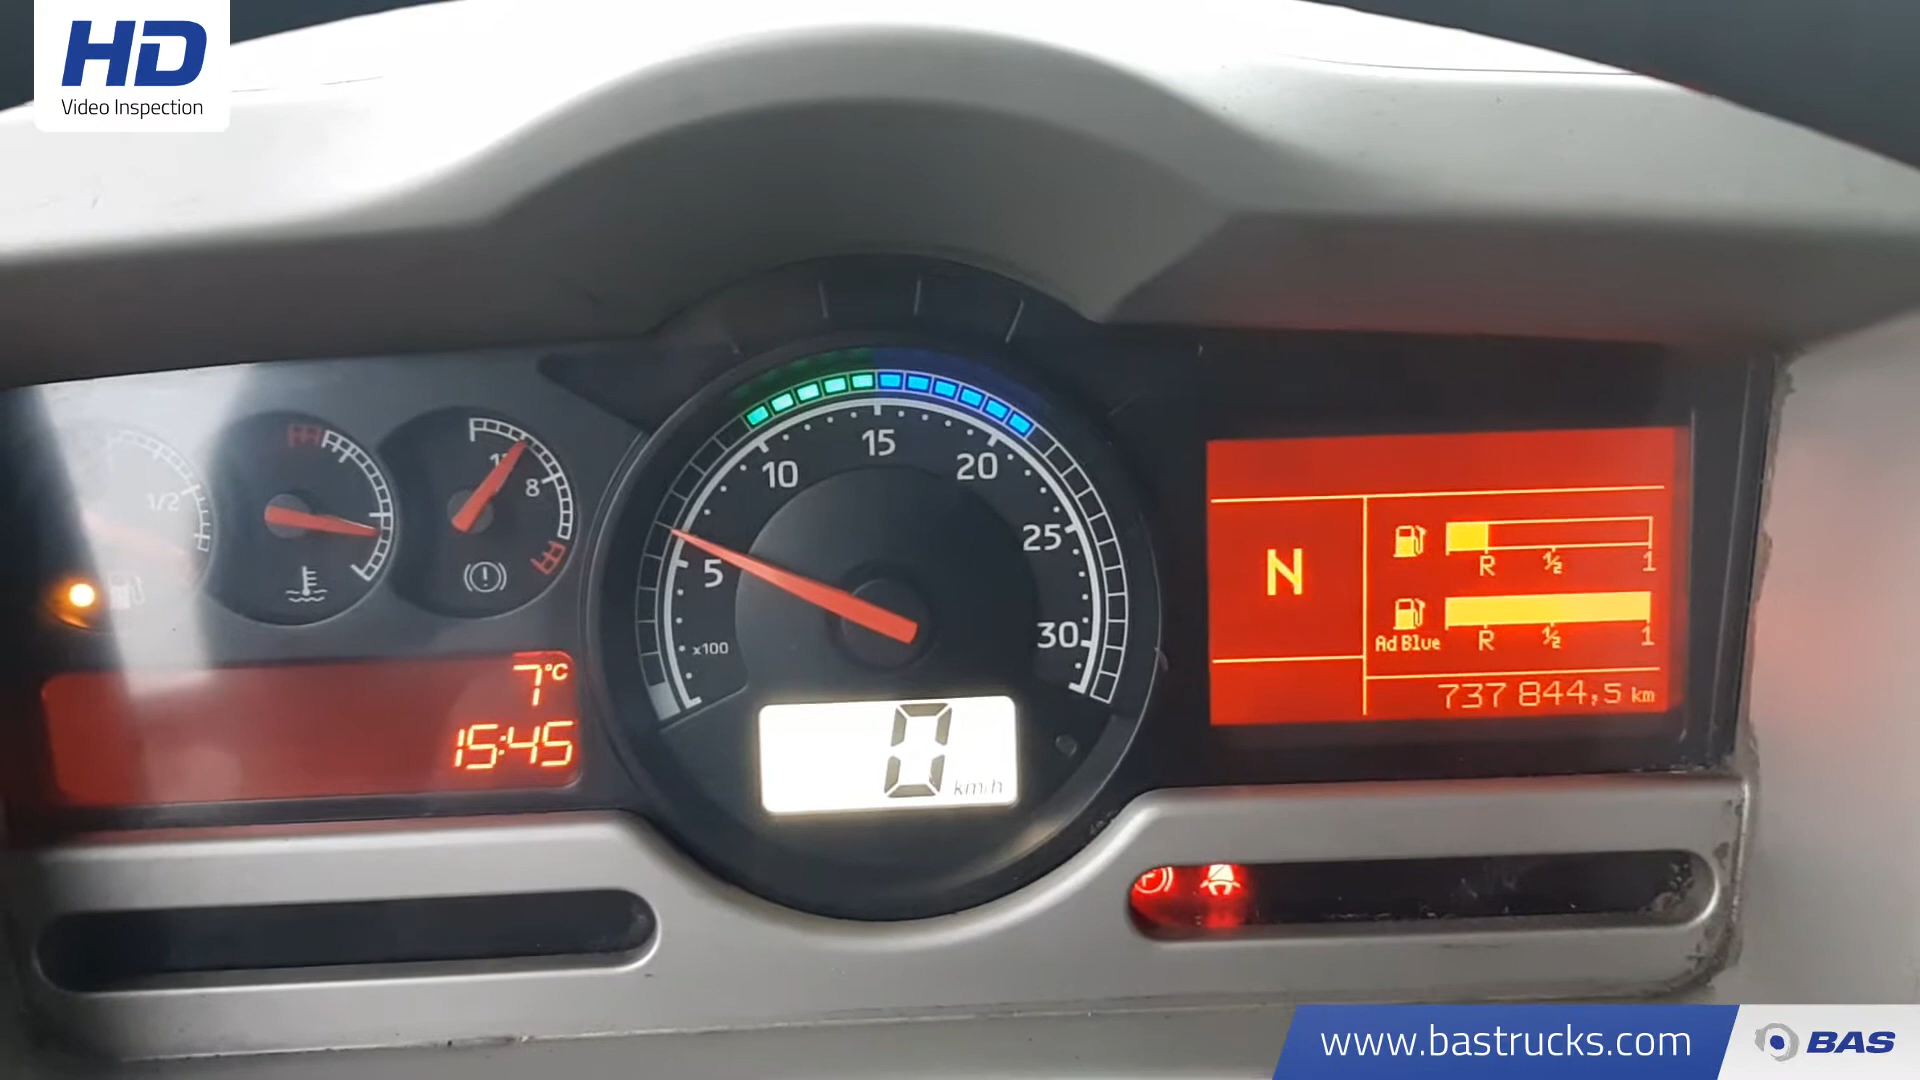 HD
Video Inspection
1/2
8
7°C
15:45
5
10
15
20
25
30
x100
0
km/h
N
R ½ 1
Ad Blue
R ½ 1
737 844,5 km
www.bastrucks.com
BAS